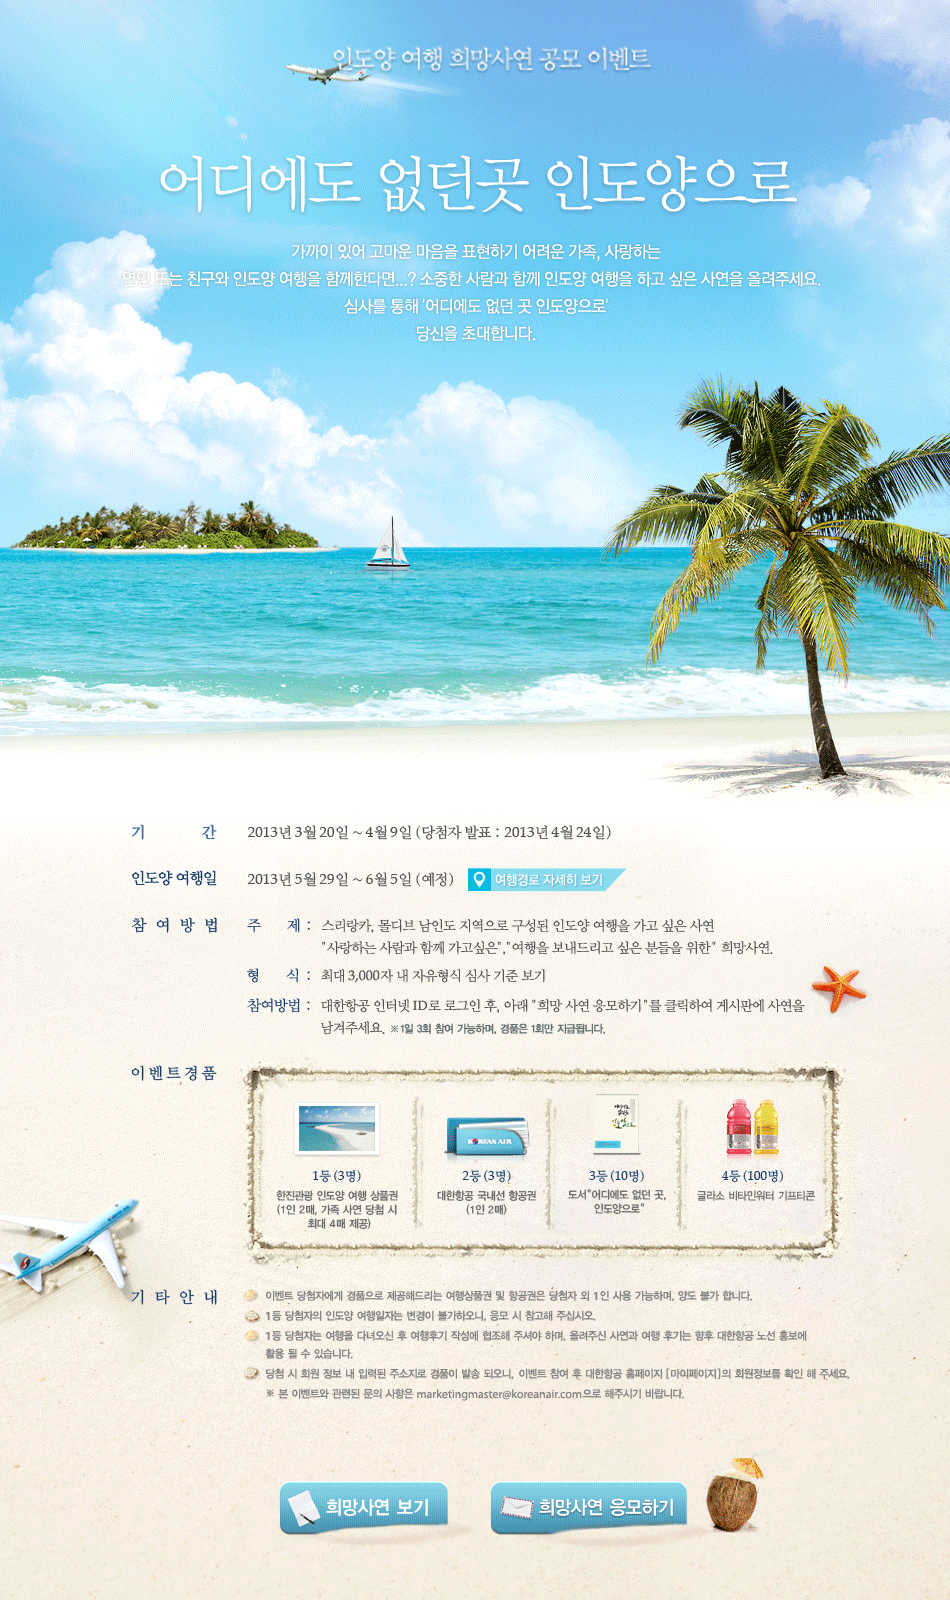 인도양 여행 희망사연 공모 이벤트
어디에도 없던곳 인도양으로
가까이 있어 고마운 마음을 표현하기 어려운 가족, 사랑하는
연인 또는 친구와 인도양 여행을 함께한다면...? 소중한 사람과 함께 인도양 여행을 하고 싶은 사연을 올려주세요.
심사를 통해 '어디에도 없던 곳 인도양으로'
당신을 초대합니다.
기 간 2013년 3월 20일 ~ 4월 9일 (당첨자 발표 : 2013년 4월 24일)
인도양 여행일 2013년 5월 29일 ~ 6월 5일 (예정) 여행경로 자세히 보기
참 여 방 법 주 제 : 스리랑카, 몰디브 남인도 지역으로 구성된 인도양 여행을 가고 싶은 사연
"사랑하는 사람과 함께 가고싶은","여행을 보내드리고 싶은 분들을 위한" 희망사연.
형 식 : 최대 3,000자 내 자유형식 심사 기준 보기
참여방법 : 대한항공 인터넷 ID로 로그인 후, 아래 "희망 사연 응모하기"를 클릭하여 게시판에 사연을
남겨주세요. ※ 1일 3회 참여 가능하며, 경품은 1회만 지급됩니다.
이벤트경품
KOREAN AIR
어디에도
없던 곳
인도양으로
1등 (3명)
한진관광 인도양 여행 상품권
(1인 2매, 가족 사연 당첨 시
최대 4매 제공)
2등 (3명)
대한항공 국내선 항공권
(1인 2매)
3등 (10명)
도서"어디에도 없던 곳,
인도양으로"
4등 (100명)
글라소 비타민워터 기프티콘
기 타 안 내 이벤트 당첨자에게 경품으로 제공해드리는 여행상품권 및 항공권은 당첨자 외 1인 사용 가능하며, 양도 불가 합니다.
1등 당첨자의 인도양 여행일자는 변경이 불가하오니, 응모 시 참고해 주십시오.
1등 당첨자는 여행을 다녀오신 후 여행후기 작성에 협조해 주셔야 하며, 올려주신 사연과 여행 후기는 향후 대한항공 노선 홍보에
활용 될 수 있습니다.
당첨 시 회원 정보 내 입력된 주소지로 경품이 발송 되오니, 이벤트 참여 후 대한항공 홈페이지 [마이페이지]의 회원정보를 확인 해 주세요.
※ 본 이벤트와 관련된 문의 사항은 marketingmaster@koreanair.com으로 해주시기 바랍니다.
희망사연 보기
희망사연 응모하기